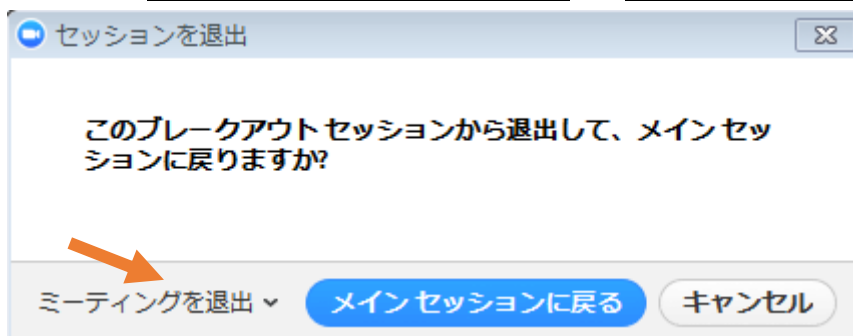 セッションを退出
このブレークアウト セッションから退出して、メイン セッ
ションに戻りますか?
ミーティングを退出 メイン セッションに戻る キャンセル